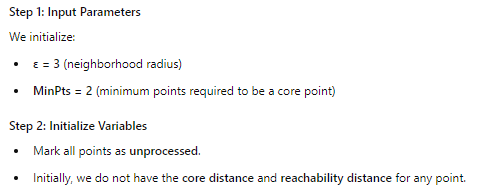 Step 1: Input Parameters
We initialize:
• ε = 3 (neighborhood radius)
• MinPts = 2 (minimum points required to be a core point)
Step 2: Initialize Variables
• Mark all points as unprocessed.
• Initially, we do not have the core distance and reachability distance for any point.